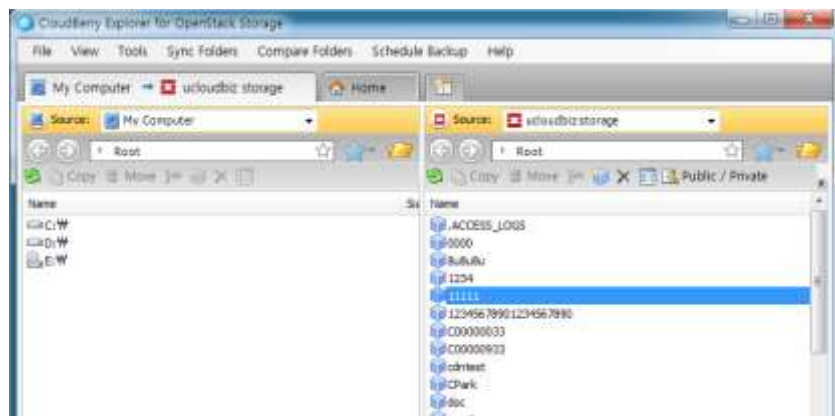 CloudBerry Explorer for OpenStack Storage
File View Tools Sync Folders Compare Folders Schedule Backup Help
My Computer ucloudbiz storage Home
Source: My Computer
Root
Copy Move
Name
C:₩
D:₩
E:₩
Source: ucloudbiz storage
Root
Copy Move Public / Private
Name
.ACCESS_LOGS
0000
1234
11111
12345678901234567890
C00000033
C00000933
cdntest
CPark
doc